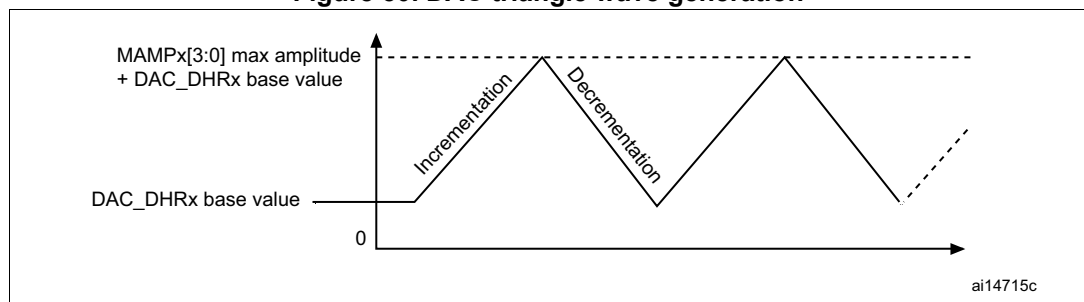 MAMPx[3:0] max amplitude
+ DAC_DHRx base value
Incrementation
Decrementation
DAC_DHRx base value
0
ai14715c